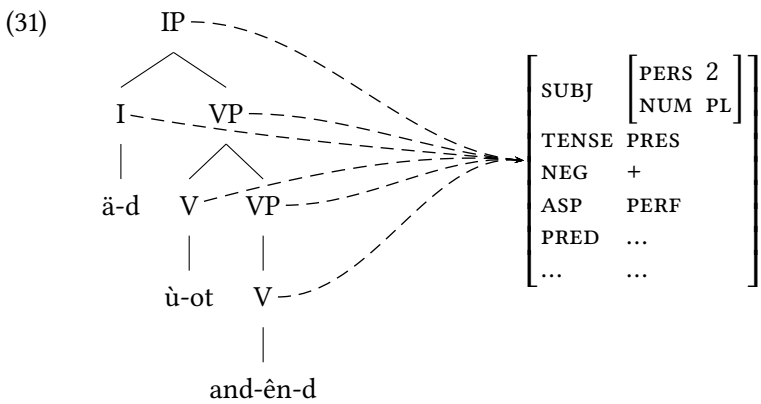 (31)
IP
I VP
ä-d V VP
ù-ot V
and-ên-d
SUBJ [PERS 2
NUM PL]
TENSE PRES
NEG +
ASP PERF
PRED ...
... ...